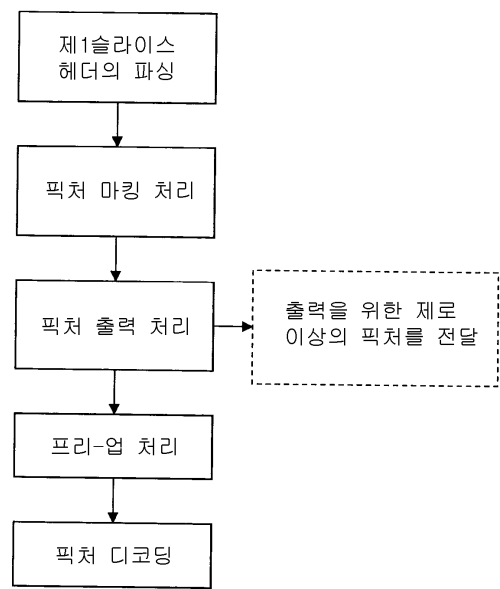 제1슬라이스
헤더의 파싱
픽처 마킹 처리
픽처 출력 처리
출력을 위한 제로
이상의 픽처를 전달
프리-업 처리
픽처 디코딩